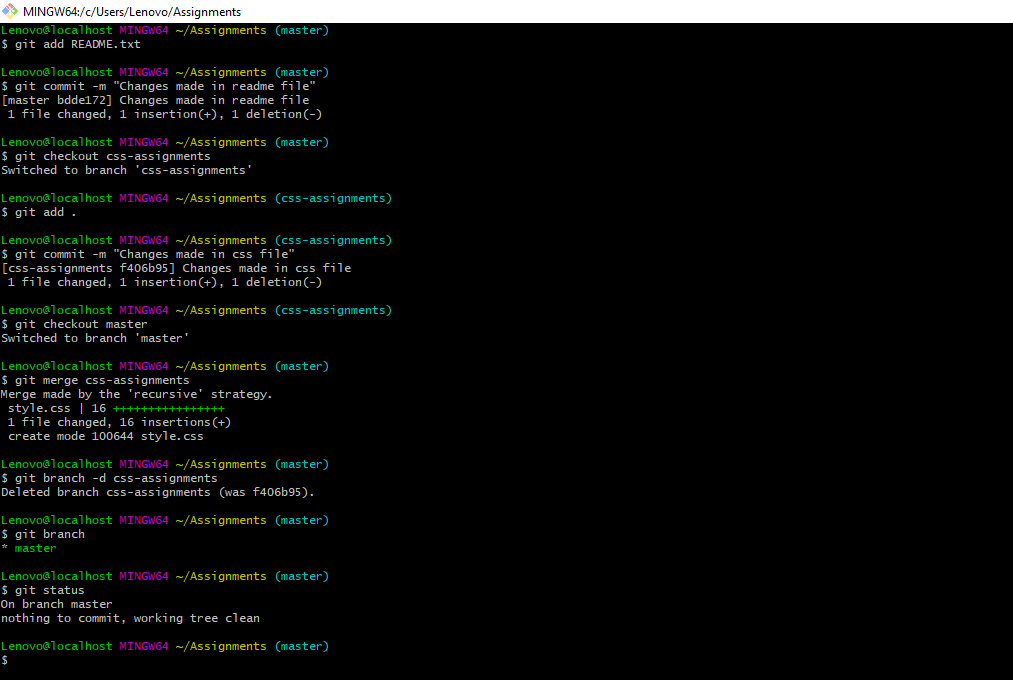 MINGW64:/c/Users/Lenovo/Assignments
Lenovo@localhost MINGW64 ~/Assignments (master)
$ git add README.txt
Lenovo@localhost MINGW64 ~/Assignments (master)
$ git commit -m "Changes made in readme file"
[master bdde172] Changes made in readme file
 1 file changed, 1 insertion(+), 1 deletion(-)
Lenovo@localhost MINGW64 ~/Assignments (master)
$ git checkout css-assignments
Switched to branch 'css-assignments'
Lenovo@localhost MINGW64 ~/Assignments (css-assignments)
$ git add .
Lenovo@localhost MINGW64 ~/Assignments (css-assignments)
$ git commit -m "Changes made in css file"
[css-assignments f406b95] Changes made in css file
 1 file changed, 1 insertion(+), 1 deletion(-)
Lenovo@localhost MINGW64 ~/Assignments (css-assignments)
$ git checkout master
Switched to branch 'master'
Lenovo@localhost MINGW64 ~/Assignments (master)
$ git merge css-assignments
Merge made by the 'recursive' strategy.
 style.css | 16 ++++++++++++++++
 1 file changed, 16 insertions(+)
 create mode 100644 style.css
Lenovo@localhost MINGW64 ~/Assignments (master)
$ git branch -d css-assignments
Deleted branch css-assignments (was f406b95).
Lenovo@localhost MINGW64 ~/Assignments (master)
$ git branch
* master
Lenovo@localhost MINGW64 ~/Assignments (master)
$ git status
On branch master
nothing to commit, working tree clean
Lenovo@localhost MINGW64 ~/Assignments (master)
$